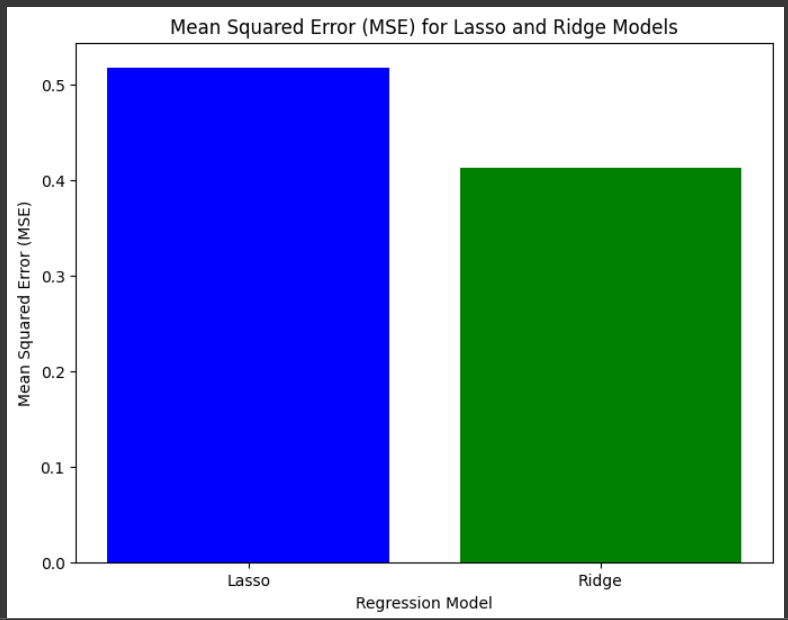 Mean Squared Error (MSE) for Lasso and Ridge Models
Mean Squared Error (MSE)
0.5
0.4
0.3
0.2
0.1
0.0
Lasso Ridge
Regression Model